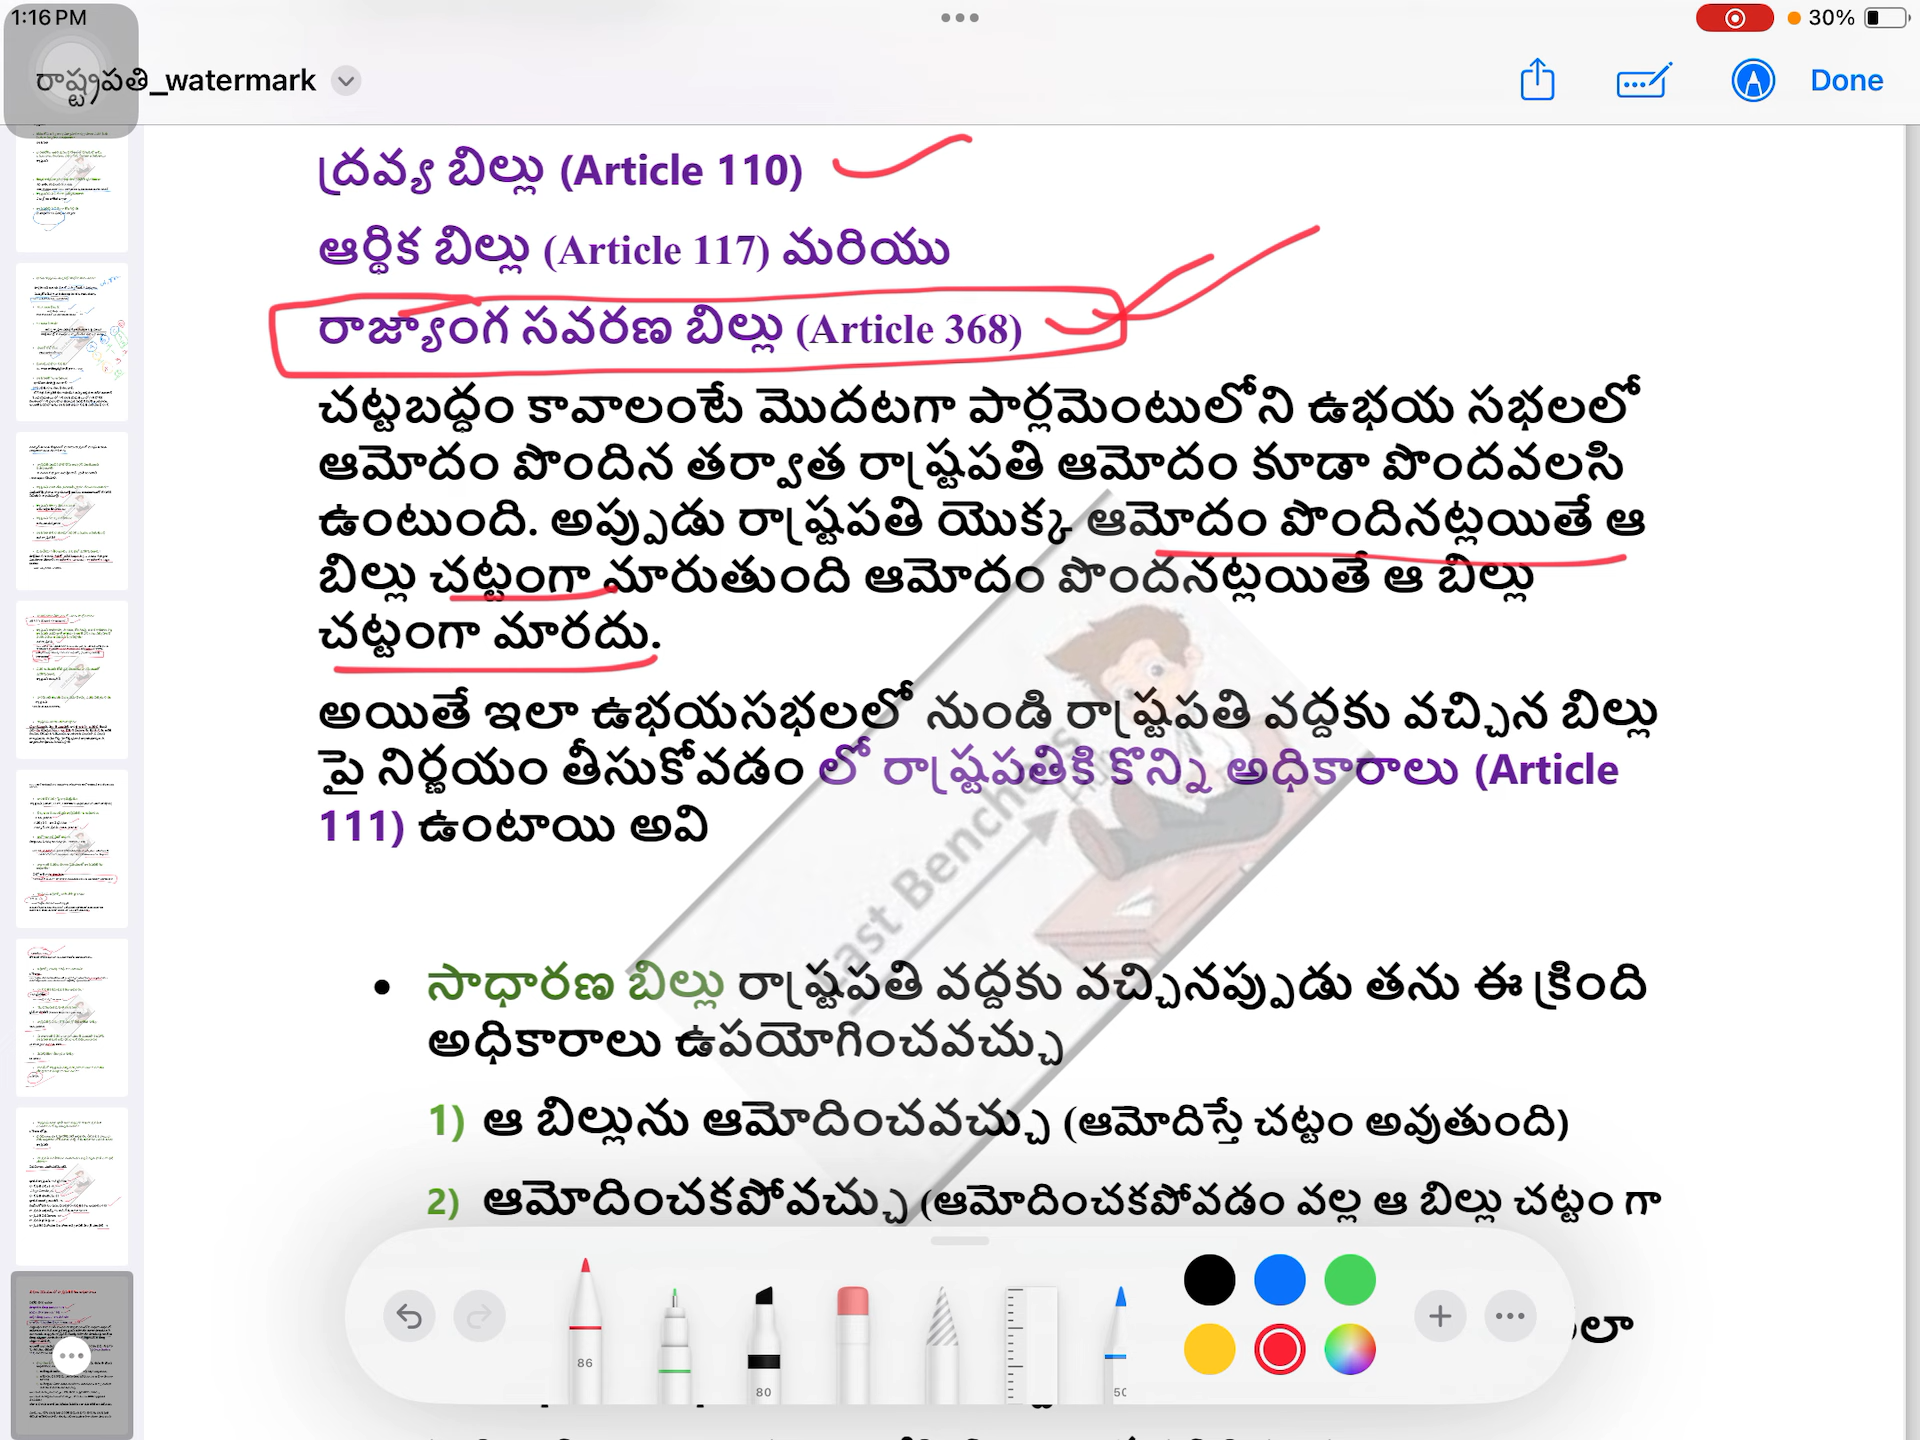 1:16 PM
30%
రాష్ట్రపతి_watermark
Done
ద్రవ్య బిల్లు (Article 110)
ఆర్థిక బిల్లు (Article 117) మరియు
రాజ్యాంగ సవరణ బిల్లు (Article 368)
చట్టబద్ధం కావాలంటే మొదటగా పార్లమెంటులోని ఉభయ సభలలో
ఆమోదం పొందిన తర్వాత రాష్ట్రపతి ఆమోదం కూడా పొందవలసి
ఉంటుంది. అప్పుడు రాష్ట్రపతి యొక్క ఆమోదం పొందినట్లయితే ఆ
బిల్లు చట్టంగా మారుతుంది ఆమోదం పొందనట్లయితే ఆ బిల్లు
చట్టంగా మారదు.
అయితే ఇలా ఉభయసభలలో నుండి రాష్ట్రపతి వద్దకు వచ్చిన బిల్లు
పై నిర్ణయం తీసుకోవడం లో రాష్ట్రపతికి కొన్ని అధికారాలు (Article
111) ఉంటాయి అవి
Last Benchers
• సాధారణ బిల్లు రాష్ట్రపతి వద్దకు వచ్చినప్పుడు తను ఈ క్రింది
అధికారాలు ఉపయోగించవచ్చు
1) ఆ బిల్లును ఆమోదించవచ్చు (ఆమోదిస్తే చట్టం అవుతుంది)
2) ఆమోదించకపోవచ్చు (ఆమోదించకపోవడం వల్ల ఆ బిల్లు చట్టం గా
86
80
50